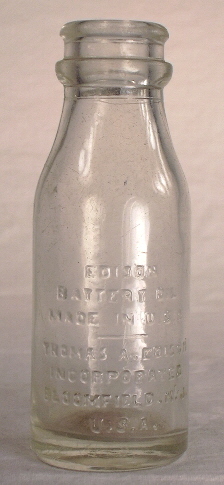 EDISON
BATTERY OIL
MADE IN U.S.A.
THOMAS A. EDISON
INCORPORATED
BLOOMFIELD, N.J.
U.S.A.